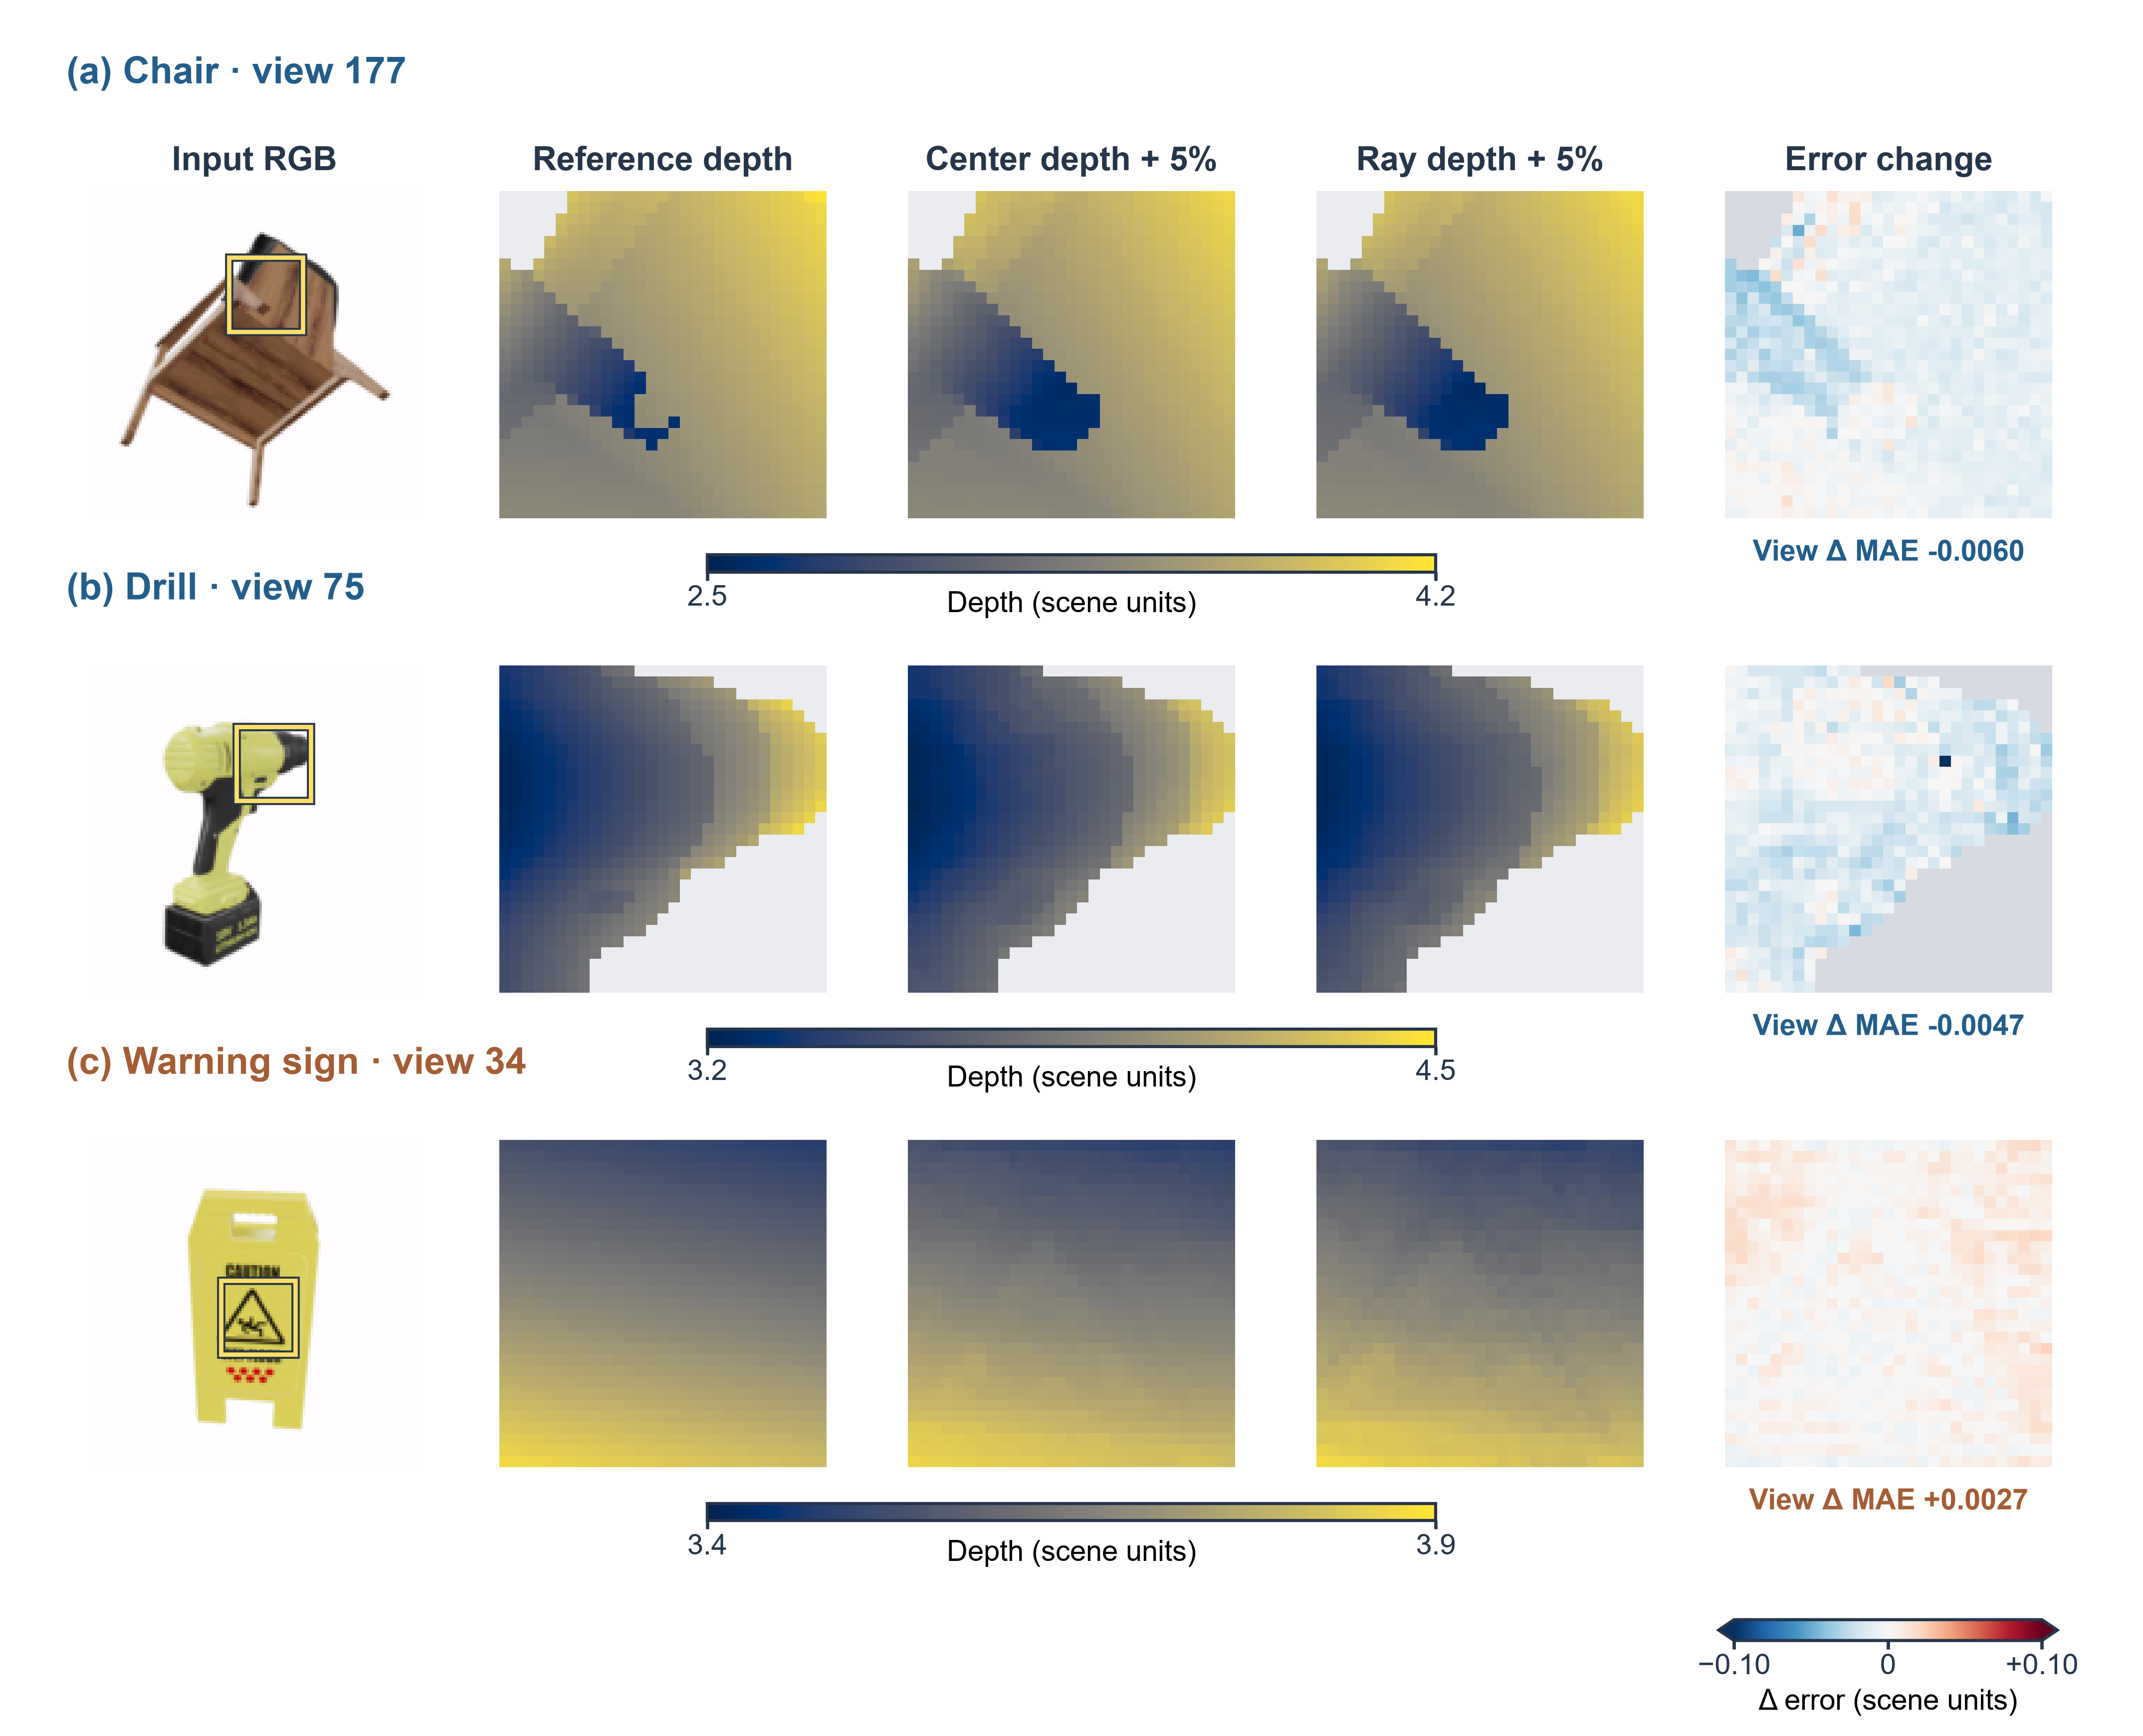 (a) Chair · view 177
Input RGB
Reference depth
Center depth + 5%
Ray depth + 5%
Error change
View Δ MAE -0.0060
2.5
4.2
Depth (scene units)
(b) Drill · view 75
View Δ MAE -0.0047
3.2
4.5
Depth (scene units)
(c) Warning sign · view 34
CAUTION
View Δ MAE +0.0027
3.4
3.9
Depth (scene units)
−0.10
0
+0.10
Δ error (scene units)